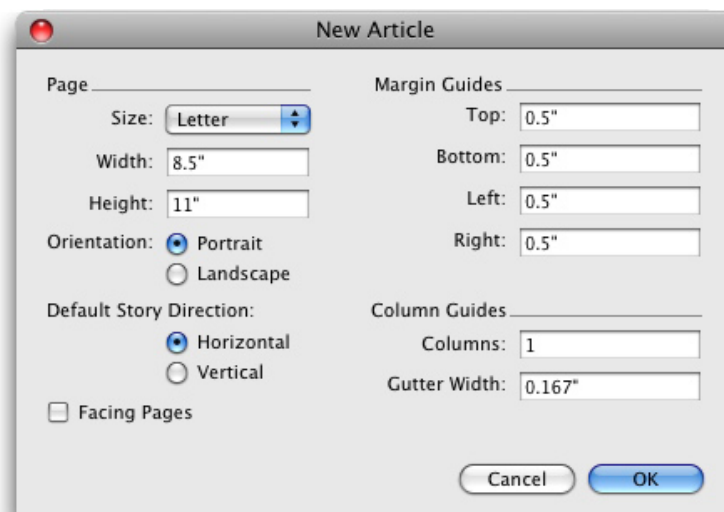 New Article
Page
Size: Letter
Width: 8.5"
Height: 11"
Orientation: Portrait
Landscape
Default Story Direction:
Horizontal
Vertical
Facing Pages
Margin Guides
Top: 0.5"
Bottom: 0.5"
Left: 0.5"
Right: 0.5"
Column Guides
Columns: 1
Gutter Width: 0.167"
Cancel
OK